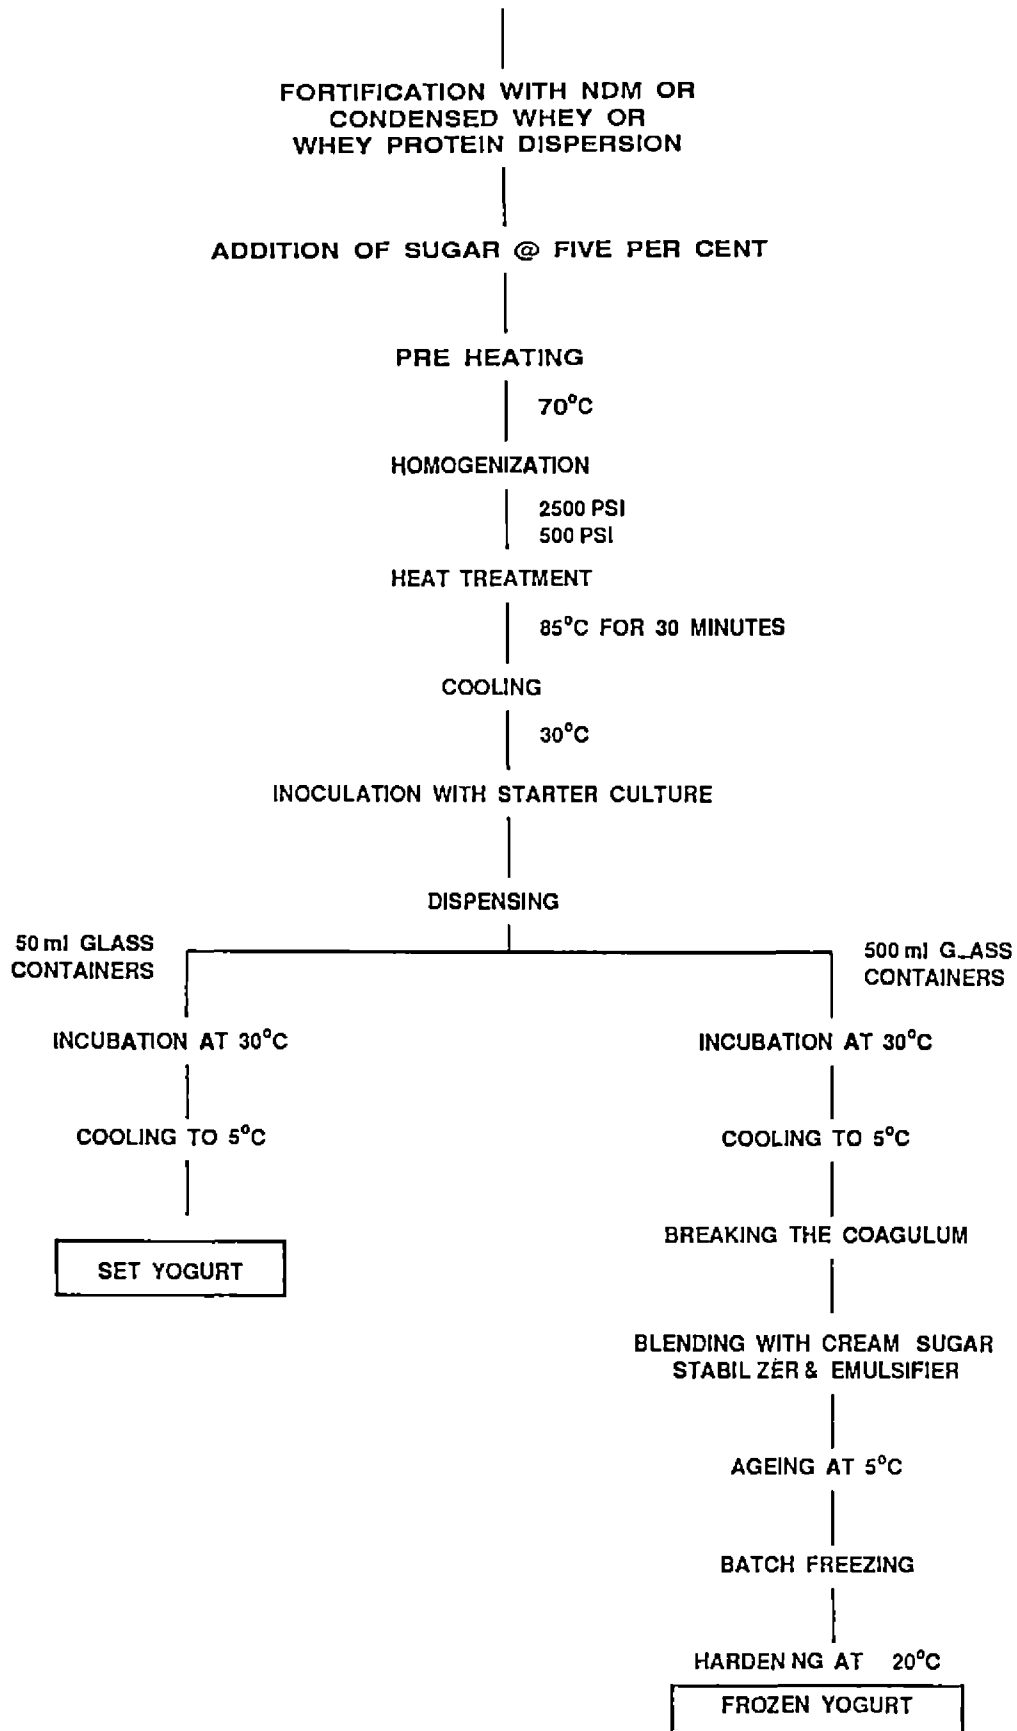 FORTIFICATION WITH NDM OR
CONDENSED WHEY OR
WHEY PROTEIN DISPERSION
ADDITION OF SUGAR @ FIVE PER CENT
PRE HEATING
70°C
HOMOGENIZATION
2500 PSI
500 PSI
HEAT TREATMENT
85°C FOR 30 MINUTES
COOLING
30°C
INOCULATION WITH STARTER CULTURE
DISPENSING
50 ml GLASS
CONTAINERS
INCUBATION AT 30°C
COOLING TO 5°C
SET YOGURT
500 ml G ASS
CONTAINERS
INCUBATION AT 30°C
COOLING TO 5°C
BREAKING THE COAGULUM
BLENDING WITH CREAM SUGAR
STABIL ZER & EMULSIFIER
AGEING AT 5°C
BATCH FREEZING
HARDEN NG AT 20°C
FROZEN YOGURT